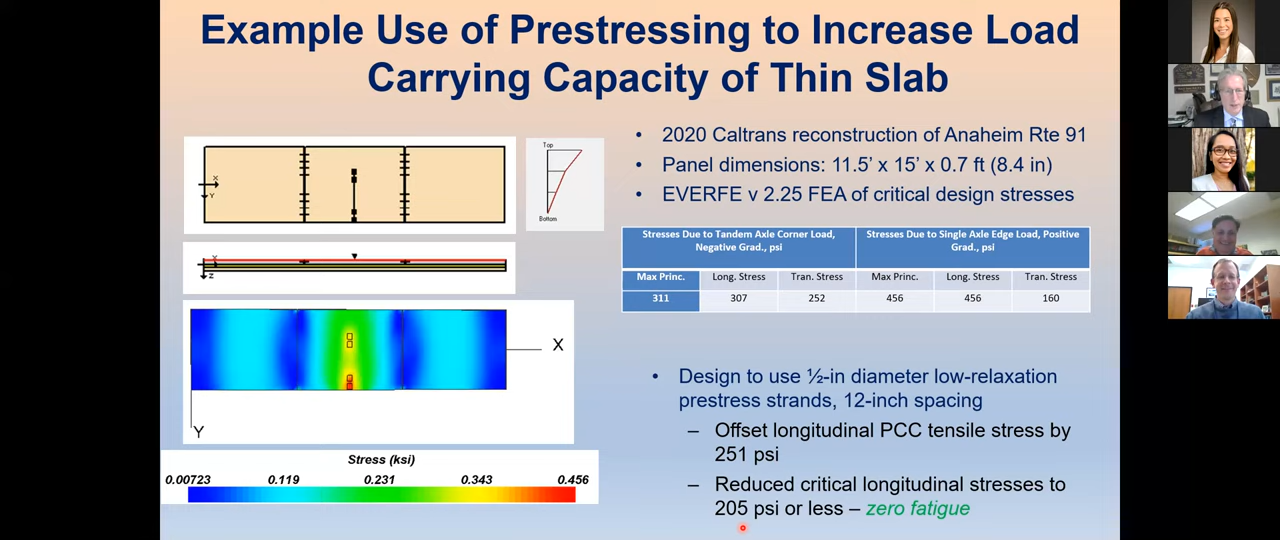 Example Use of Prestressing to Increase Load
Carrying Capacity of Thin Slab
X
Y
Top
Bottom
Z
X
Y
Stress (ksi)
0.00723 0.119 0.231 0.343 0.456
• 2020 Caltrans reconstruction of Anaheim Rte 91
• Panel dimensions: 11.5’ x 15’ x 0.7 ft (8.4 in)
• EVERFE v 2.25 FEA of critical design stresses
Stresses Due to Tandem Axle Corner Load,
Negative Grad., psi
Stresses Due to Single Axle Edge Load, Positive
Grad., psi
Max Princ. Long. Stress Tran. Stress Max Princ. Long. Stress Tran. Stress
311 307 252 456 456 160
• Design to use ½-in diameter low-relaxation
prestress strands, 12-inch spacing
– Offset longitudinal PCC tensile stress by
251 psi
– Reduced critical longitudinal stresses to
205 psi or less – zero fatigue